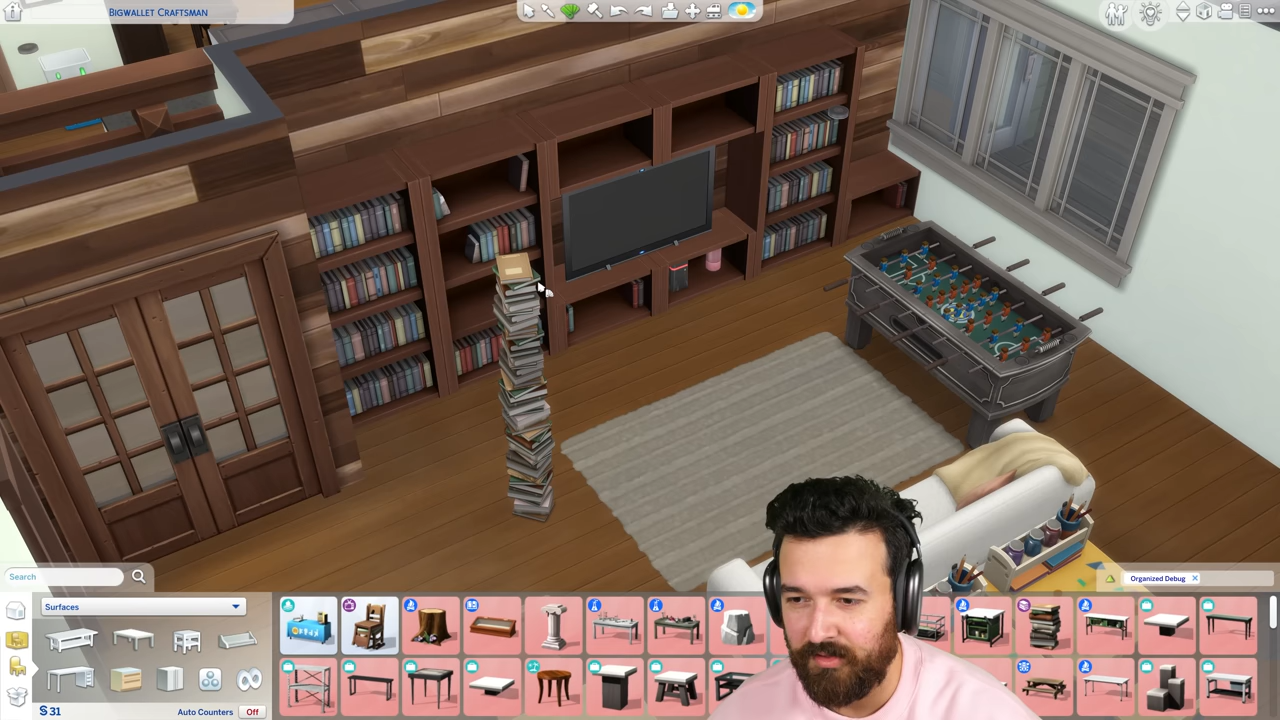 BIGWALLET CRAFTSMAN
Search
Organized Debug
Surfaces
§31
Auto Counters Off